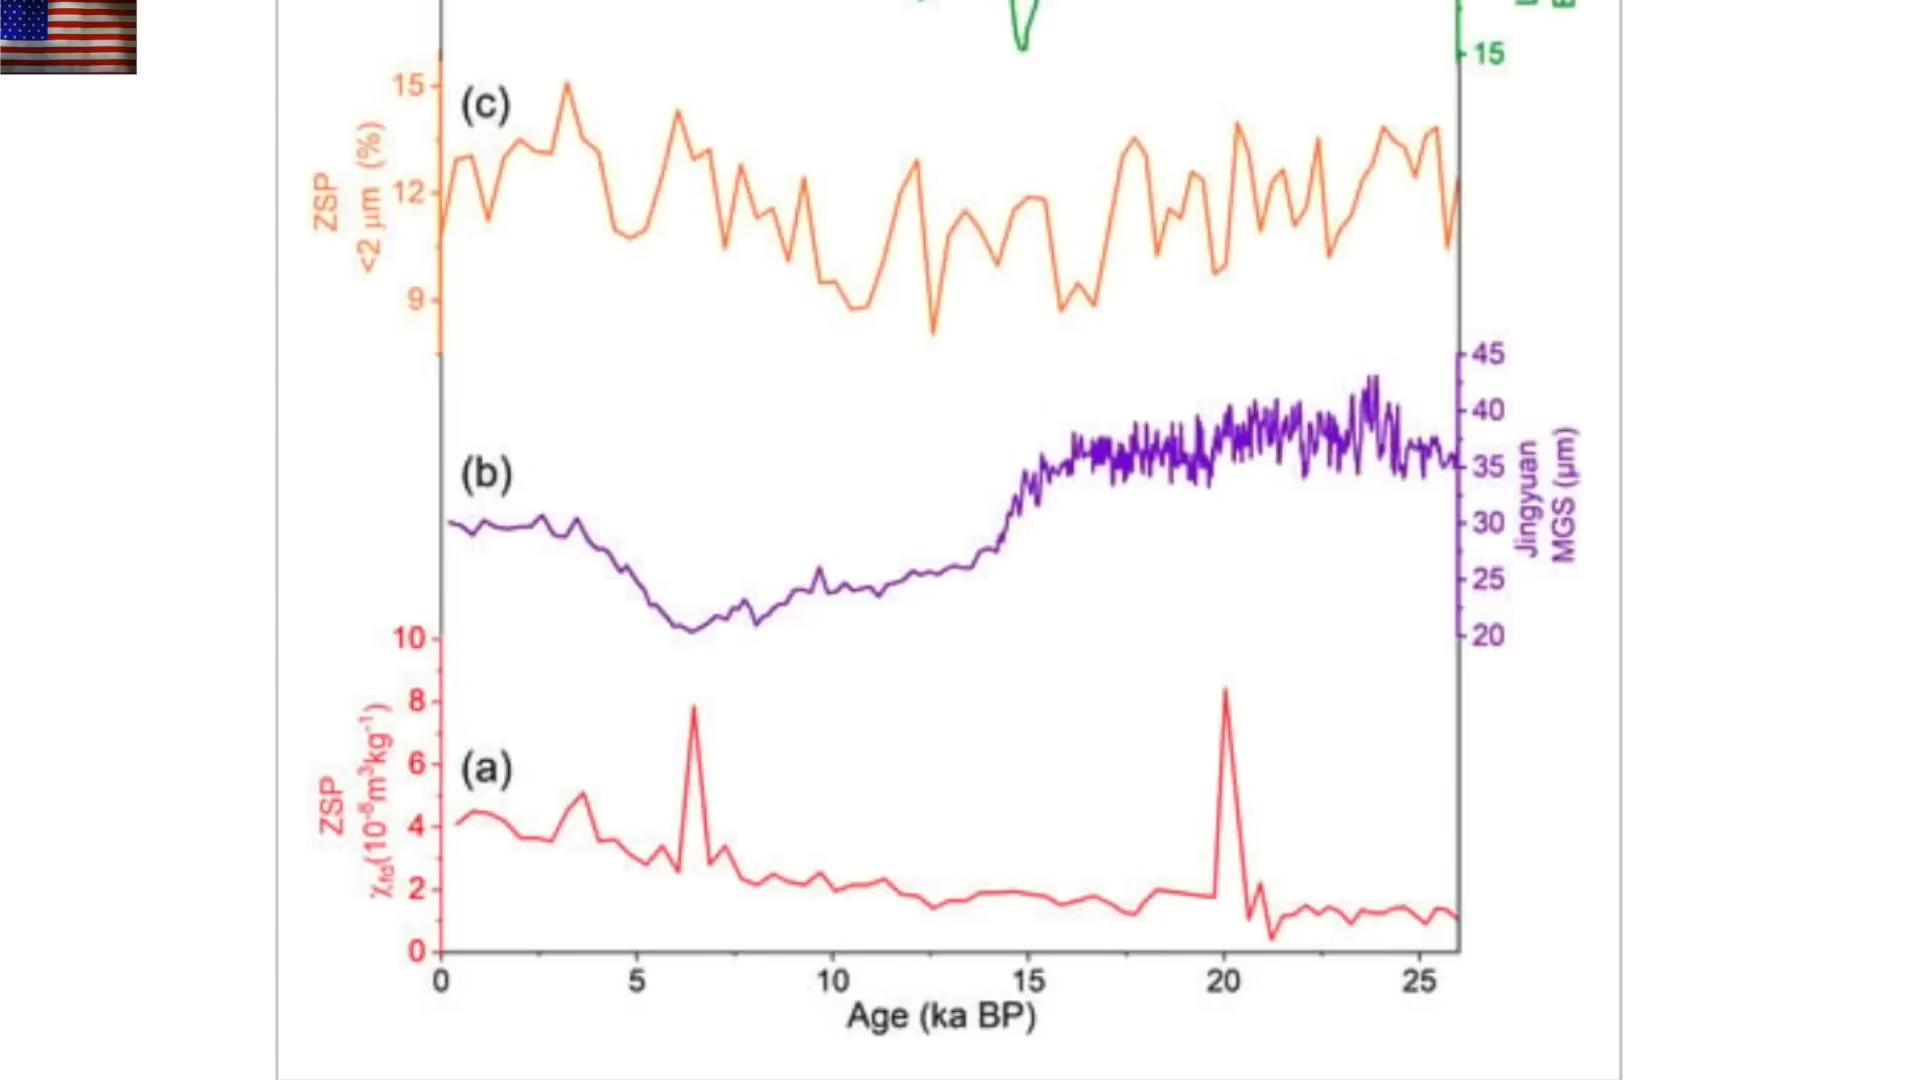 15
(c)
15
12
9
ZSP
<2 μm (%)
45
40
35
30
25
20
Jingyuan
MGS (μm)
(b)
10
8
6
4
2
0
ZSP
χfd(10⁻⁸m³kg⁻¹)
(a)
0 5 10 15 20 25
Age (ka BP)